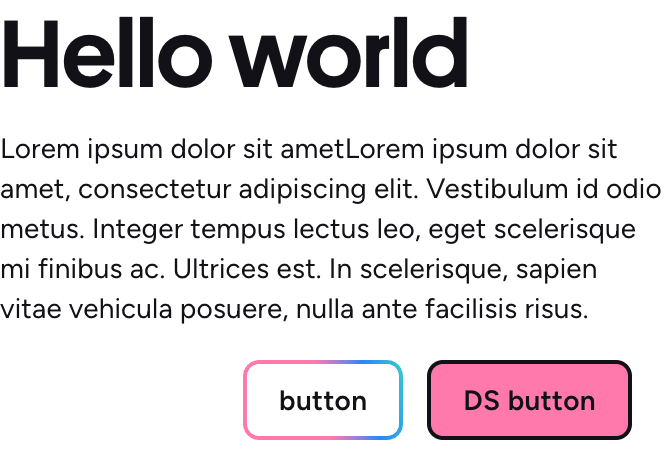 Hello world
Lorem ipsum dolor sit ametLorem ipsum dolor sit
amet, consectetur adipiscing elit. Vestibulum id odio
metus. Integer tempus lectus leo, eget scelerisque
mi finibus ac. Ultrices est. In scelerisque, sapien
vitae vehicula posuere, nulla ante facilisis risus.
button
DS button